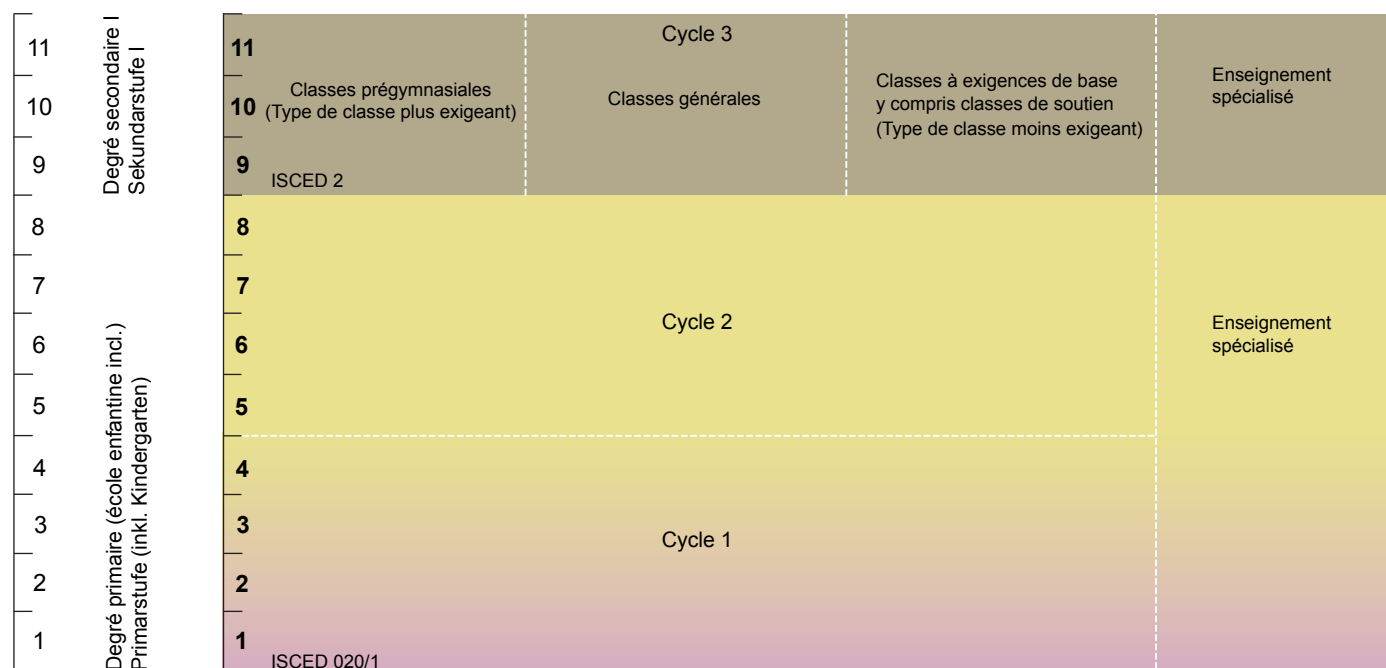 11
10
9
8
7
6
5
4
3
2
1
Degré secondaire I
Sekundarstufe I
Degré primaire (école enfantine incl.)
Primarstufe (inkl. Kindergarten)
11
10
9
8
7
6
5
4
3
2
1
Cycle 3
Classes prégymnasiales
(Type de classe plus exigeant)
Classes générales
Classes à exigences de base
y compris classes de soutien
(Type de classe moins exigeant)
Enseignement
spécialisé
ISCED 2
Cycle 2
Enseignement
spécialisé
Cycle 1
ISCED 020/1